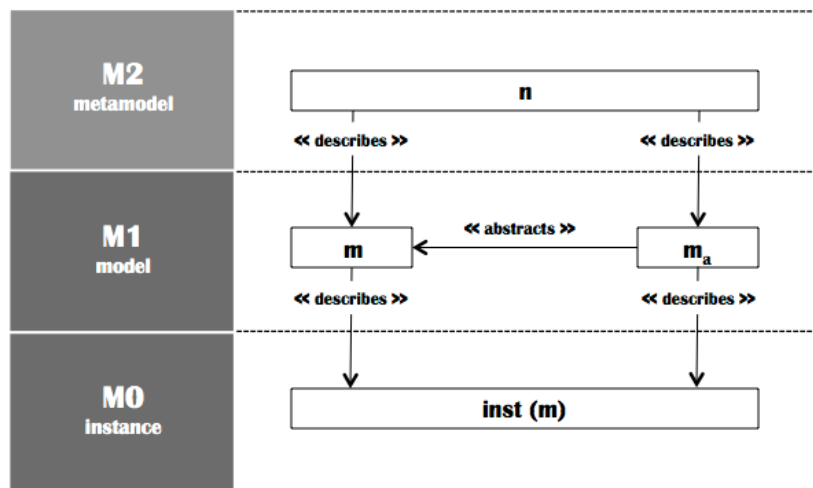 M2
metamodel
n
« describes »
« describes »
M1
model
« abstracts »
m
mₐ
« describes »
« describes »
M0
instance
inst (m)